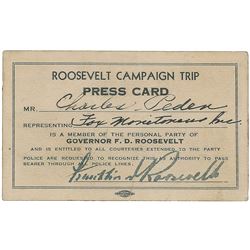 ROOSEVELT CAMPAIGN TRIP
PRESS CARD
MR. Charles Peden
REPRESENTING Fox Movietonews Inc.
IS A MEMBER OF THE PERSONAL PARTY OF
GOVERNOR F. D. ROOSEVELT
AND IS ENTITLED TO ALL COURTESIES EXTENDED TO THE PARTY
POLICE ARE REQUESTED TO RECOGNIZE THIS AS AUTHORITY TO PASS
BEARER THROUGH ALL POLICE LINES.
Franklin D Roosevelt